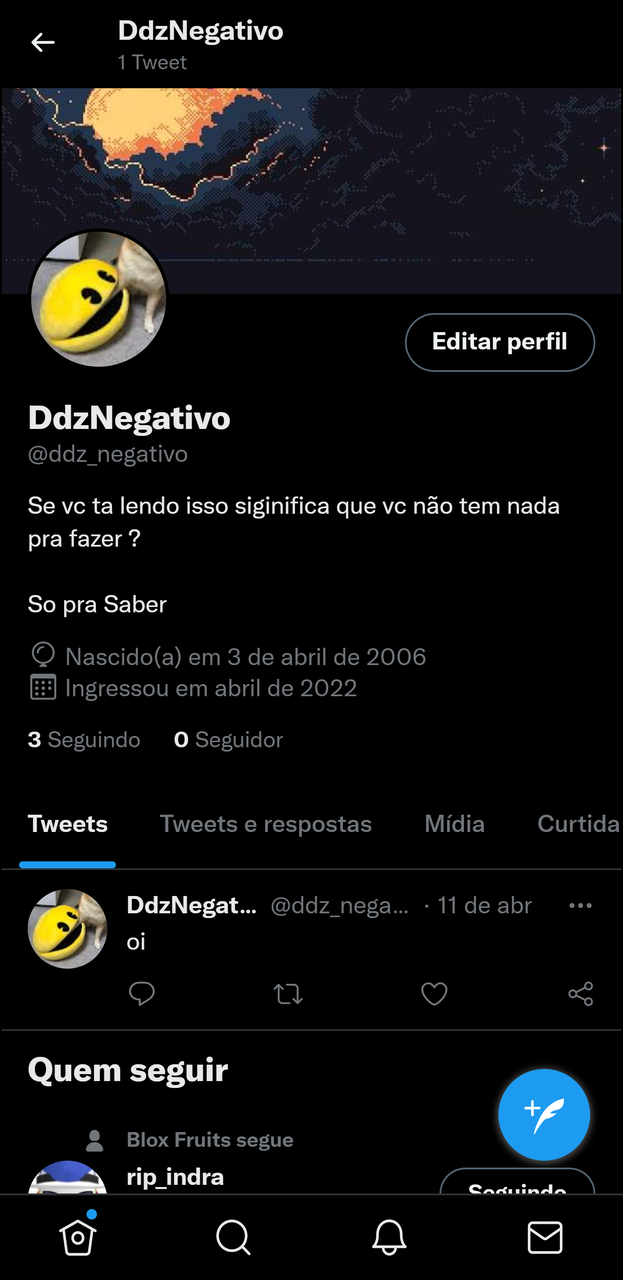 DdzNegativo
1 Tweet
Editar perfil
DdzNegativo
@ddz_negativo
Se vc ta lendo isso siginifica que vc não tem nada
pra fazer ?
So pra Saber
Nascido(a) em 3 de abril de 2006
Ingressou em abril de 2022
3 Seguindo 0 Seguidor
Tweets Tweets e respostas Mídia Curtida
DdzNegat... @ddz_nega... · 11 de abr
oi
Quem seguir
Blox Fruits segue
rip_indra
Seguindo